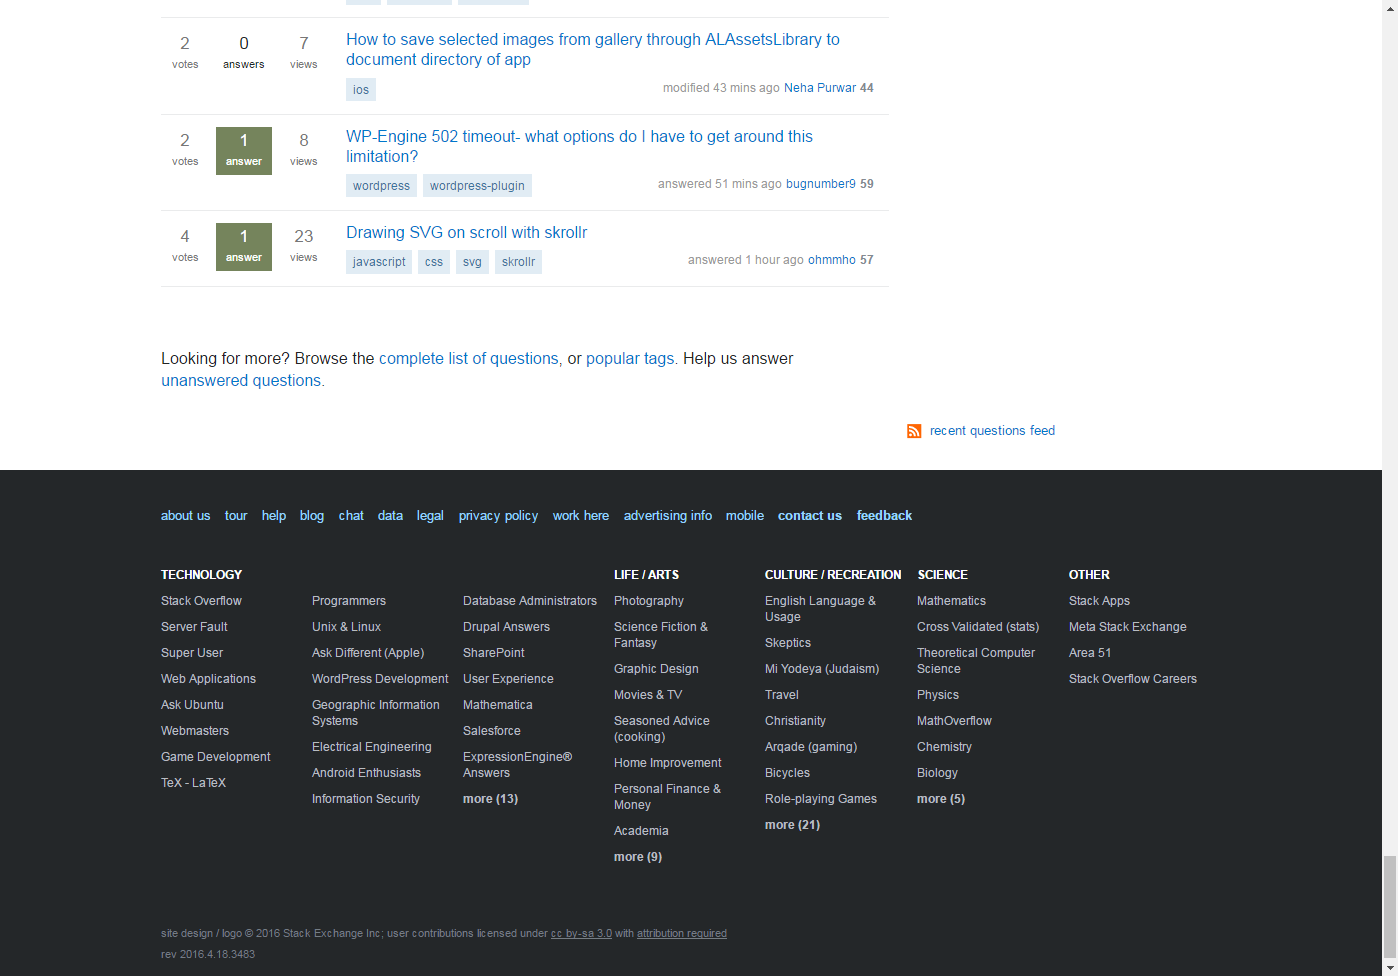 2 0 7 How to save selected images from gallery through ALAssetsLibrary to
votes answers views document directory of app
ios modified 43 mins ago Neha Purwar 44
2 1 8 WP-Engine 502 timeout- what options do I have to get around this
votes answer views limitation?
wordpress wordpress-plugin answered 51 mins ago bugnumber9 59
4 1 23 Drawing SVG on scroll with skrollr
votes answer views
javascript css svg skrollr answered 1 hour ago ohmmho 57
Looking for more? Browse the complete list of questions, or popular tags. Help us answer
unanswered questions.
recent questions feed
about us tour help blog chat data legal privacy policy work here advertising info mobile contact us feedback
TECHNOLOGY
Stack Overflow
Server Fault
Super User
Web Applications
Ask Ubuntu
Webmasters
Game Development
TeX - LaTeX
Programmers
Unix & Linux
Ask Different (Apple)
WordPress Development
Geographic Information
Systems
Electrical Engineering
Android Enthusiasts
Information Security
Database Administrators
Drupal Answers
SharePoint
User Experience
Mathematica
Salesforce
ExpressionEngine®
Answers
more (13)
LIFE / ARTS
Photography
Science Fiction &
Fantasy
Graphic Design
Movies & TV
Seasoned Advice
(cooking)
Home Improvement
Personal Finance &
Money
Academia
more (9)
CULTURE / RECREATION
English Language &
Usage
Skeptics
Mi Yodeya (Judaism)
Travel
Christianity
Arqade (gaming)
Bicycles
Role-playing Games
more (21)
SCIENCE
Mathematics
Cross Validated (stats)
Theoretical Computer
Science
Physics
MathOverflow
Chemistry
Biology
more (5)
OTHER
Stack Apps
Meta Stack Exchange
Area 51
Stack Overflow Careers
site design / logo © 2016 Stack Exchange Inc; user contributions licensed under cc by-sa 3.0 with attribution required
rev 2016.4.18.3483